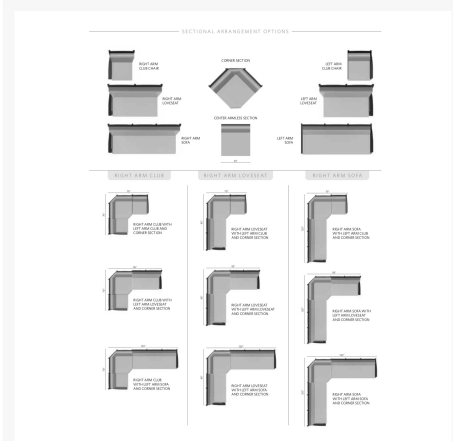 SECTIONAL ARRANGEMENT OPTIONS
RIGHT ARM
CLUB CHAIR
CORNER SECTION
LEFT ARM
CLUB CHAIR
RIGHT ARM
LOVESEAT
LEFT ARM
LOVESEAT
CENTER ARMLESS SECTION
RIGHT ARM
SOFA
LEFT ARM
SOFA
RIGHT ARM CLUB
RIGHT ARM LOVESEAT
RIGHT ARM SOFA
RIGHT ARM CLUB WITH
LEFT ARM CLUB AND
CORNER SECTION
RIGHT ARM LOVESEAT
WITH LEFT ARM CLUB
AND CORNER SECTION
RIGHT ARM SOFA
WITH LEFT ARM CLUB
AND CORNER SECTION
RIGHT ARM CLUB WITH
LEFT ARM LOVESEAT
AND CORNER SECTION
RIGHT ARM LOVESEAT
WITH LEFT ARM LOVESEAT
AND CORNER SECTION
RIGHT ARM SOFA WITH
LEFT ARM LOVESEAT
AND CORNER SECTION
RIGHT ARM CLUB
WITH LEFT ARM SOFA
AND CORNER SECTION
RIGHT ARM LOVESEAT
WITH LEFT ARM SOFA
AND CORNER SECTION
RIGHT ARM SOFA
WITH LEFT ARM SOFA
AND CORNER SECTION